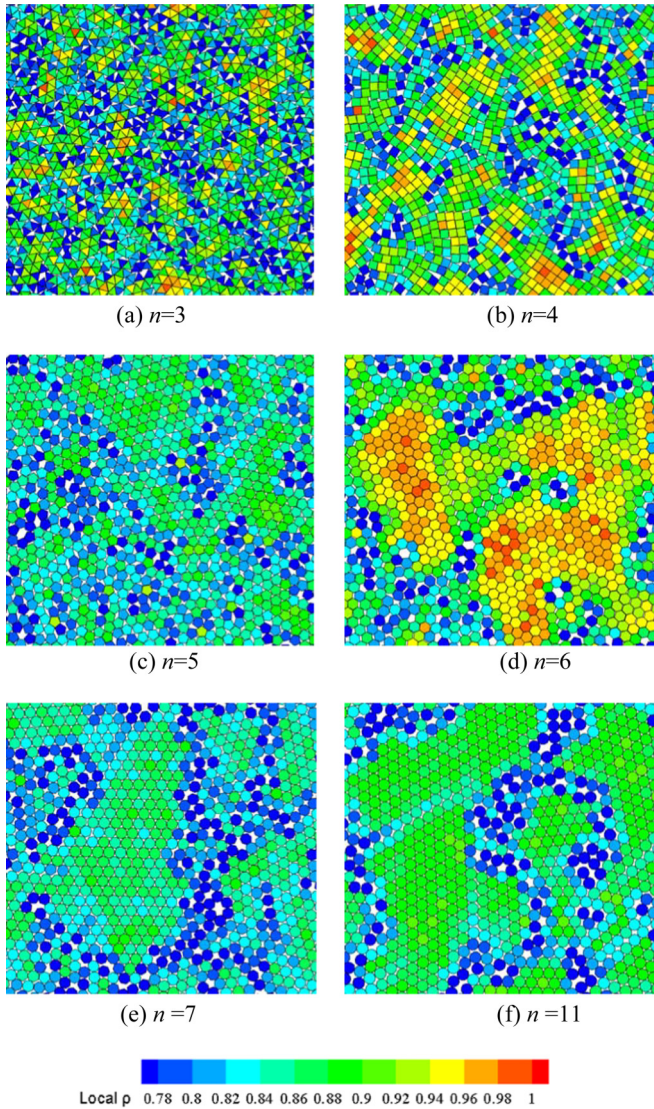 (a) n=3
(b) n=4
(c) n=5
(d) n=6
(e) n =7
(f) n =11
Local ρ 0.78 0.8 0.82 0.84 0.86 0.88 0.9 0.92 0.94 0.96 0.98 1